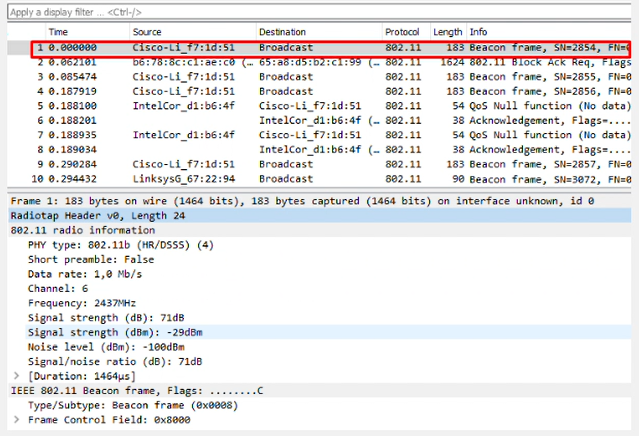 Apply a display filter ... <Ctrl-/>
Time Source Destination Protocol Length Info
1 0.000000 Cisco-Li_f7:1d:51 Broadcast 802.11 183 Beacon frame, SN=2854, FN=0
2 0.062101 b6:78:8c:c1:ae:c0 (… 65:a8:d5:b2:c1:99 (… 802.11 1624 802.11 Block Ack Req, Flags
3 0.085474 Cisco-Li_f7:1d:51 Broadcast 802.11 183 Beacon frame, SN=2855, FN=0
4 0.187919 Cisco-Li_f7:1d:51 Broadcast 802.11 183 Beacon frame, SN=2856, FN=0
5 0.188100 IntelCor_d1:b6:4f Cisco-Li_f7:1d:51 802.11 54 QoS Null function (No data)
6 0.188201 IntelCor_d1:b6:4f (… 802.11 38 Acknowledgement, Flags=....
7 0.188935 IntelCor_d1:b6:4f Cisco-Li_f7:1d:51 802.11 54 QoS Null function (No data)
8 0.189034 IntelCor_d1:b6:4f (… 802.11 38 Acknowledgement, Flags=....
9 0.290284 Cisco-Li_f7:1d:51 Broadcast 802.11 183 Beacon frame, SN=2857, FN=0
10 0.294432 LinksysG_67:22:94 Broadcast 802.11 90 Beacon frame, SN=3072, FN=0
Frame 1: 183 bytes on wire (1464 bits), 183 bytes captured (1464 bits) on interface unknown, id 0
Radiotap Header v0, Length 24
802.11 radio information
PHY type: 802.11b (HR/DSSS) (4)
Short preamble: False
Data rate: 1,0 Mb/s
Channel: 6
Frequency: 2437MHz
Signal strength (dB): 71dB
Signal strength (dBm): -29dBm
Noise level (dBm): -100dBm
Signal/noise ratio (dB): 71dB
> [Duration: 1464µs]
IEEE 802.11 Beacon frame, Flags: ........C
Type/Subtype: Beacon frame (0x0008)
> Frame Control Field: 0x8000